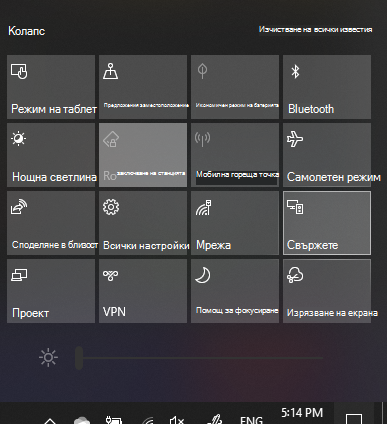 Колапс
Изчистване на всички известия
Режим на таблет
Предложения за местоположение
Икономичен режим на батерията
Bluetooth
Нощна светлина
Ro заключване на станцията
Мобилна гореща точка
Самолетен режим
Споделяне в близост
Всички настройки
Мрежа
Свържете
Проект
VPN
Помощ за фокусиране
Изрязване на екрана
ENG
5:14 PM